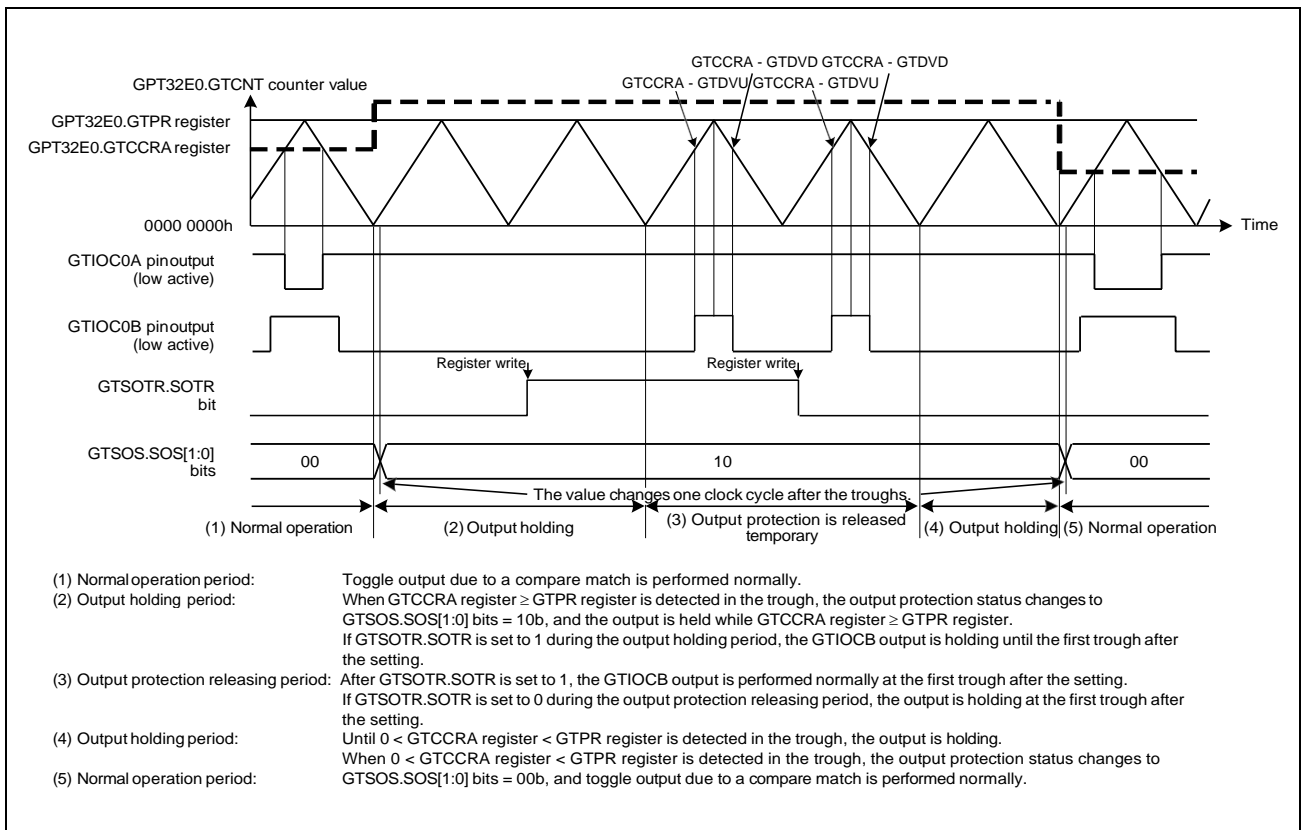 GTCCRA - GTDVD GTCCRA - GTDVD
GPT32E0.GTCNT counter value
GTCCRA - GTDVU GTCCRA - GTDVU
GPT32E0.GTPR register
GPT32E0.GTCCRA register
0000 0000h
Time
GTIOC0A pin output
(low active)
GTIOC0B pin output
(low active)
Register write
Register write
GTSOTR.SOTR
bit
GTSOS.SOS[1:0]
bits
00
10
00
The value changes one clock cycle after the troughs.
(1) Normal operation
(2) Output holding
(3) Output protection is released
temporary
(4) Output holding
(5) Normal operation
(1) Normal operation period: Toggle output due to a compare match is performed normally.
(2) Output holding period: When GTCCRA register ≥ GTPR register is detected in the trough, the output protection status changes to
GTSOS.SOS[1:0] bits = 10b, and the output is held while GTCCRA register ≥ GTPR register.
If GTSOTR.SOTR is set to 1 during the output holding period, the GTIOCB output is holding until the first trough after
the setting.
(3) Output protection releasing period: After GTSOTR.SOTR is set to 1, the GTIOCB output is performed normally at the first trough after the setting.
If GTSOTR.SOTR is set to 0 during the output protection releasing period, the output is holding at the first trough after
the setting.
(4) Output holding period: Until 0 < GTCCRA register < GTPR register is detected in the trough, the output is holding.
When 0 < GTCCRA register < GTPR register is detected in the trough, the output protection status changes to
(5) Normal operation period: GTSOS.SOS[1:0] bits = 00b, and toggle output due to a compare match is performed normally.